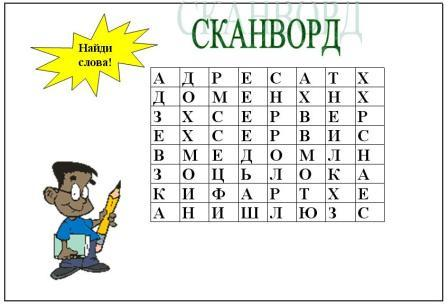 СКАНВОРД
Найди
слова!
А Д Р Е С А Т Х
Д О М Е Н Х Н Х
З Х С Е Р В Е Р
Е Х С Е Р В И С
В М Е Д О М Л Н
З О Ц Ь Л О К А
К И Ф А Р Т Х Е
А Н И Ш Л Ю З С